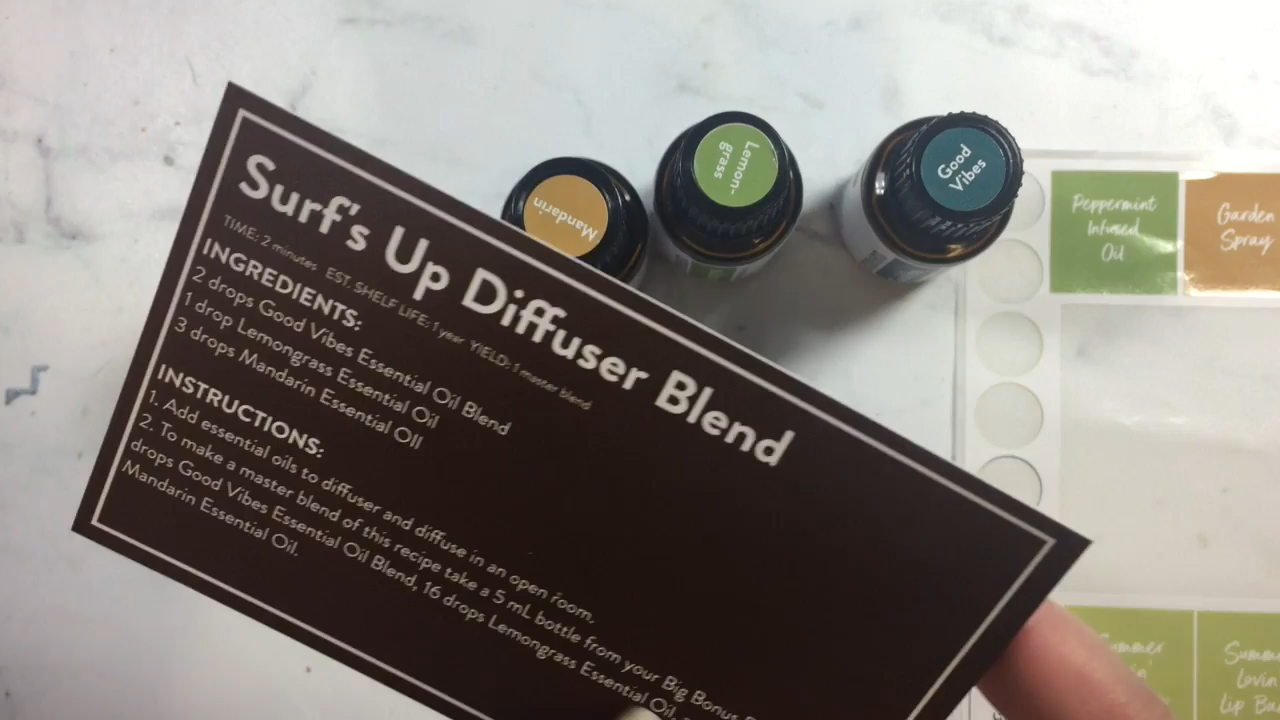 Surf's Up Diffuser Blend
TIME: 2 minutes EST. SHELF LIFE: 1 year YIELD: 1 master blend
INGREDIENTS:
2 drops Good Vibes Essential Oil Blend
1 drop Lemongrass Essential Oil
3 drops Mandarin Essential OIl
INSTRUCTIONS:
1. Add essential oils to diffuser and diffuse in an open room.
2. To make a master blend of this recipe take a 5 mL bottle from your Big Bonus
drops Good Vibes Essential Oil Blend, 16 drops Lemongrass Essential Oil,
Mandarin Essential Oil.
Mandarin
Lemon-
grass
Good
Vibes
Peppermint
Infused
Oil
Garden
Spray
Summer
Lovin'
Lip